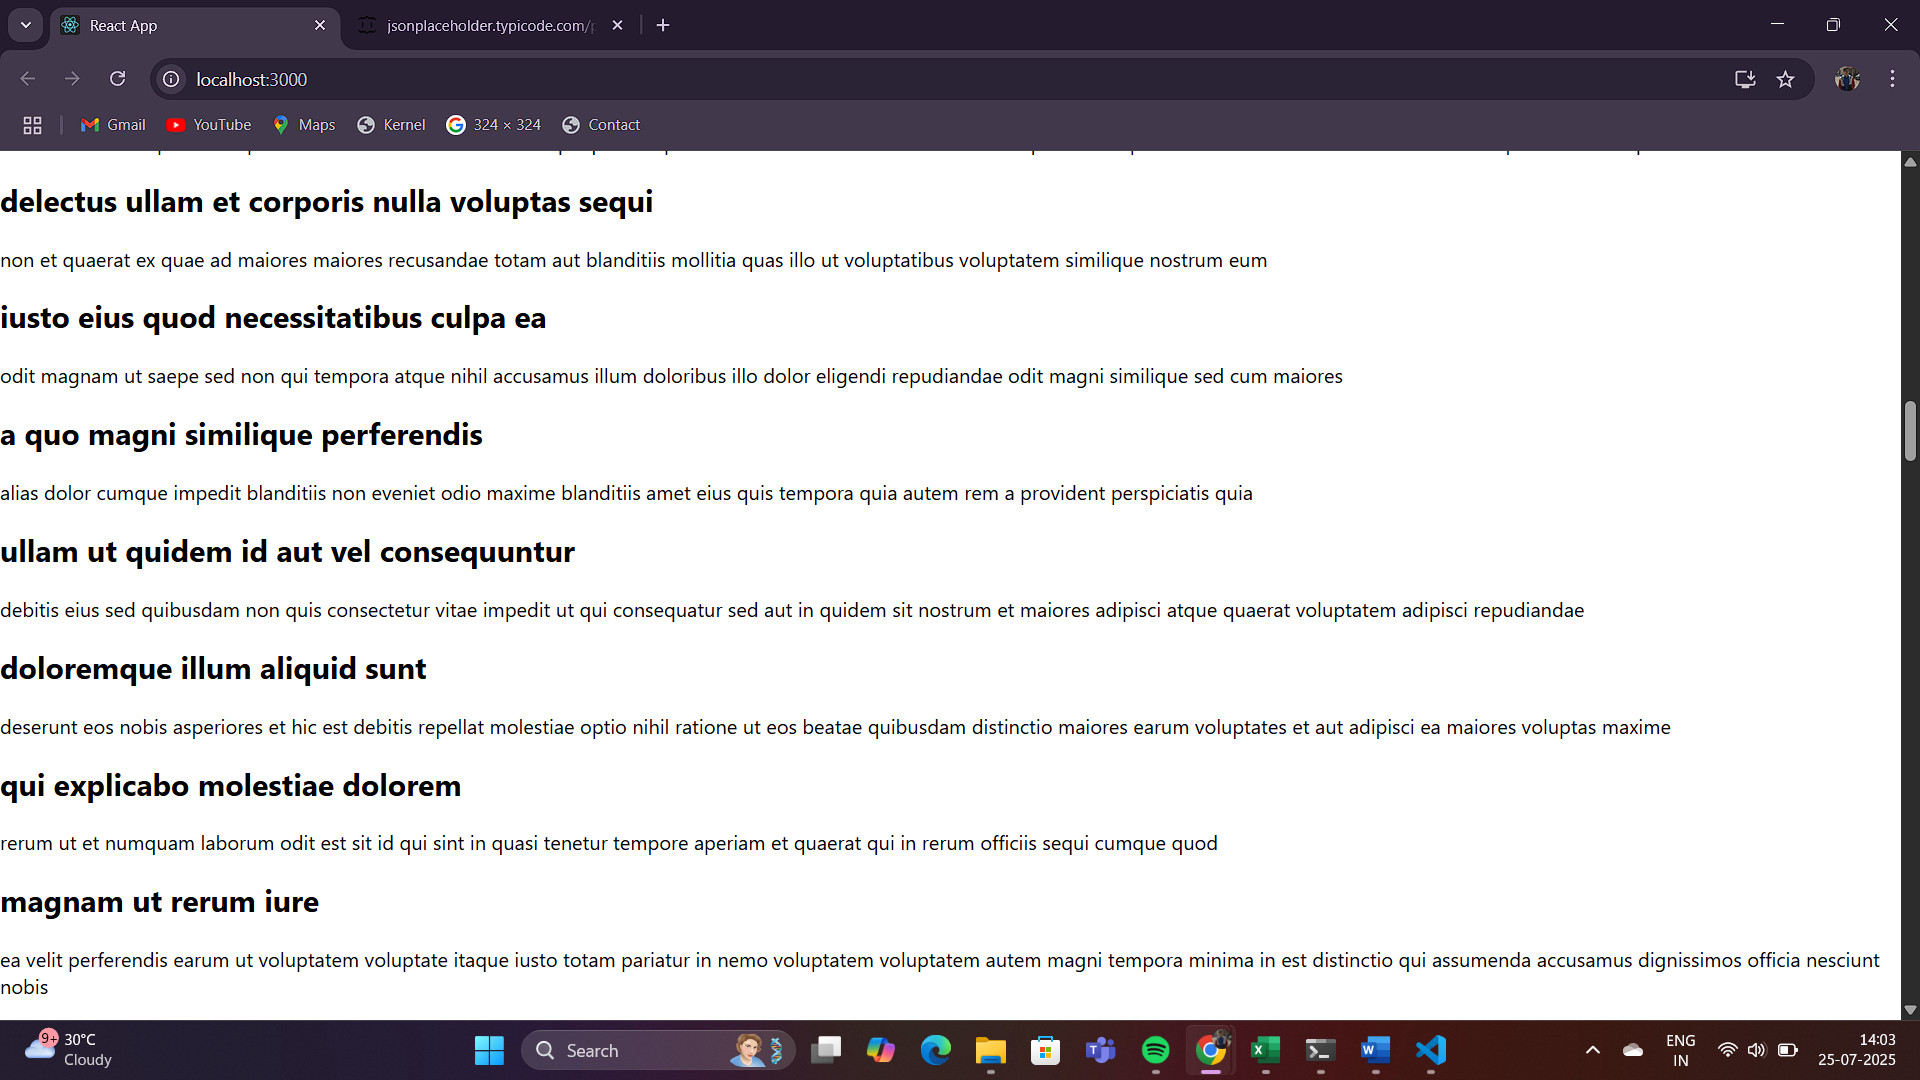 React App
jsonplaceholder.typicode.com/p
localhost:3000
Gmail
YouTube
Maps
Kernel
324 × 324
Contact
delectus ullam et corporis nulla voluptas sequi
non et quaerat ex quae ad maiores maiores recusandae totam aut blanditiis mollitia quas illo ut voluptatibus voluptatem similique nostrum eum
iusto eius quod necessitatibus culpa ea
odit magnam ut saepe sed non qui tempora atque nihil accusamus illum doloribus illo dolor eligendi repudiandae odit magni similique sed cum maiores
a quo magni similique perferendis
alias dolor cumque impedit blanditiis non eveniet odio maxime blanditiis amet eius quis tempora quia autem rem a provident perspiciatis quia
ullam ut quidem id aut vel consequuntur
debitis eius sed quibusdam non quis consectetur vitae impedit ut qui consequatur sed aut in quidem sit nostrum et maiores adipisci atque quaerat voluptatem adipisci repudiandae
doloremque illum aliquid sunt
deserunt eos nobis asperiores et hic est debitis repellat molestiae optio nihil ratione ut eos beatae quibusdam distinctio maiores earum voluptates et aut adipisci ea maiores voluptas maxime
qui explicabo molestiae dolorem
rerum ut et numquam laborum odit est sit id qui sint in quasi tenetur tempore aperiam et quaerat qui in rerum officiis sequi cumque quod
magnam ut rerum iure
ea velit perferendis earum ut voluptatem voluptate itaque iusto totam pariatur in nemo voluptatem voluptatem autem magni tempora minima in est distinctio qui assumenda accusamus dignissimos officia nesciunt
nobis
9+
30°C
Cloudy
Search
ENG
IN
14:03
25-07-2025